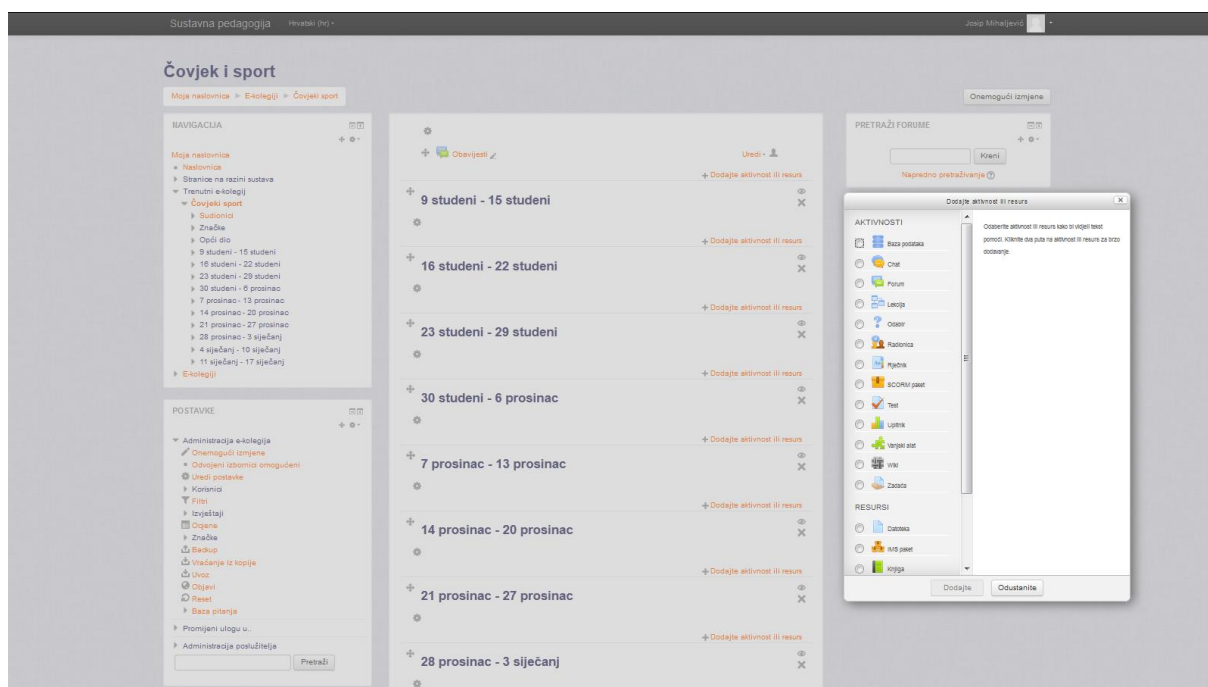 Sustavna pedagogija
Hrvatski (hr)
Josip Mihaljević
Čovjek i sport
Moja naslovnica
E-kolegiji
Čovjeki sport
Onemogući izmjene
NAVIGACIJA
Moja naslovnica
Naslovnica
Stranice na razini sustava
Trenutni e-kolegij
Čovjeki sport
Sudionici
Značke
Opći dio
9 studeni - 15 studeni
16 studeni - 22 studeni
23 studeni - 29 studeni
30 studeni - 6 prosinac
7 prosinac - 13 prosinac
14 prosinac - 20 prosinac
21 prosinac - 27 prosinac
28 prosinac - 3 siječanj
4 siječanj - 10 siječanj
11 siječanj - 17 siječanj
E-kolegiji
POSTAVKE
Administracija e-kolegija
Onemogući izmjene
Odvojeni izbornici omogućeni
Uredi postavke
Korisnici
Filtri
Izvještaji
Ocjene
Značke
Backup
Vraćanje iz kopije
Uvoz
Objavi
Reset
Baza pitanja
Promijeni ulogu u...
Administracija poslužitelja
Pretraži
Obavijesti
Uredi
Dodajte aktivnost ili resurs
9 studeni - 15 studeni
Dodajte aktivnost ili resurs
16 studeni - 22 studeni
Dodajte aktivnost ili resurs
23 studeni - 29 studeni
Dodajte aktivnost ili resurs
30 studeni - 6 prosinac
Dodajte aktivnost ili resurs
7 prosinac - 13 prosinac
Dodajte aktivnost ili resurs
14 prosinac - 20 prosinac
Dodajte aktivnost ili resurs
21 prosinac - 27 prosinac
Dodajte aktivnost ili resurs
28 prosinac - 3 siječanj
PRETRAŽI FORUME
Kreni
Napredno pretraživanje
Dodajte aktivnost ili resurs
AKTIVNOSTI
Baza podataka
Chat
Forum
Lekcija
Odabir
Radionica
Rječnik
SCORM paket
Test
Upitnik
Vanjski alat
Wiki
Zadaća
RESURSI
Datoteka
IMS paket
Knjiga
Odaberite aktivnost ili resurs kako bi vidjeli tekst
pomoći. Kliknite dva puta na aktivnost ili resurs za brzo
dodavanje.
Dodajte
Odustanite